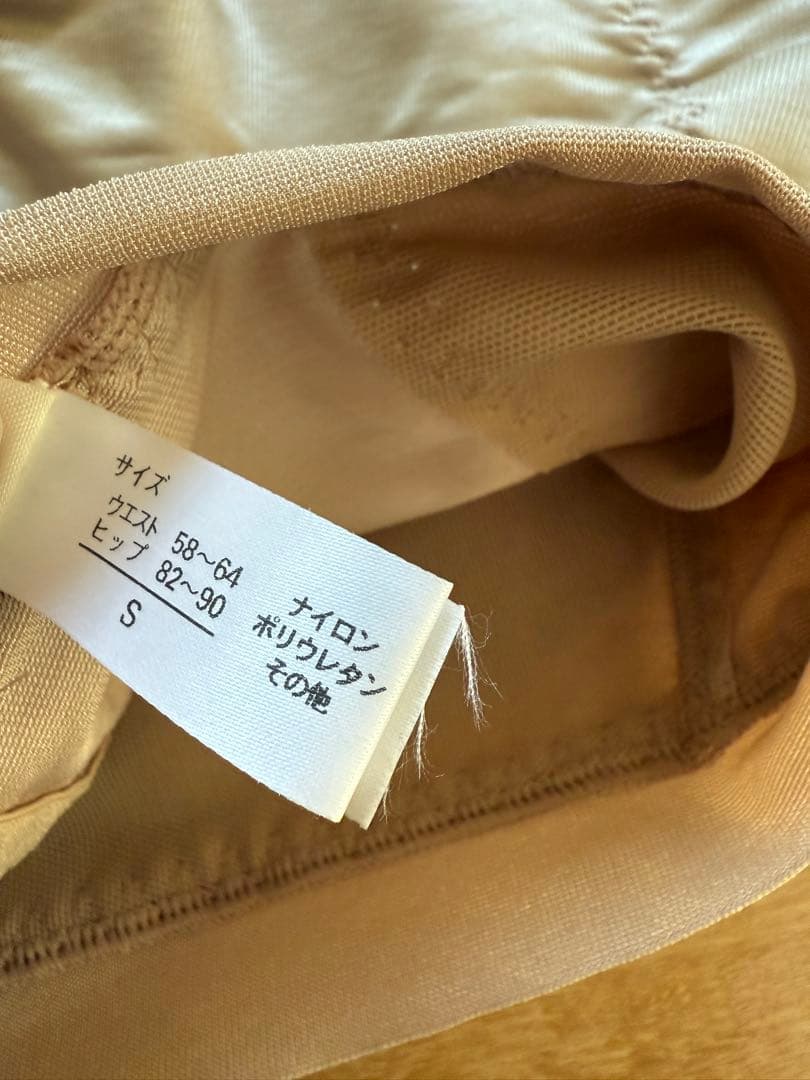 サイズ
ウエスト 58～64
ヒップ 82～90
S
ナイロン
ポリウレタン
その他